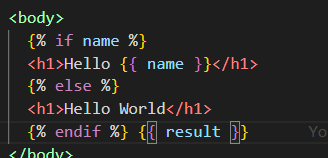 <body>
{% if name %}
<h1>Hello {{ name }}</h1>
{% else %}
<h1>Hello World</h1>
{% endif %} {{ result }}
</body>